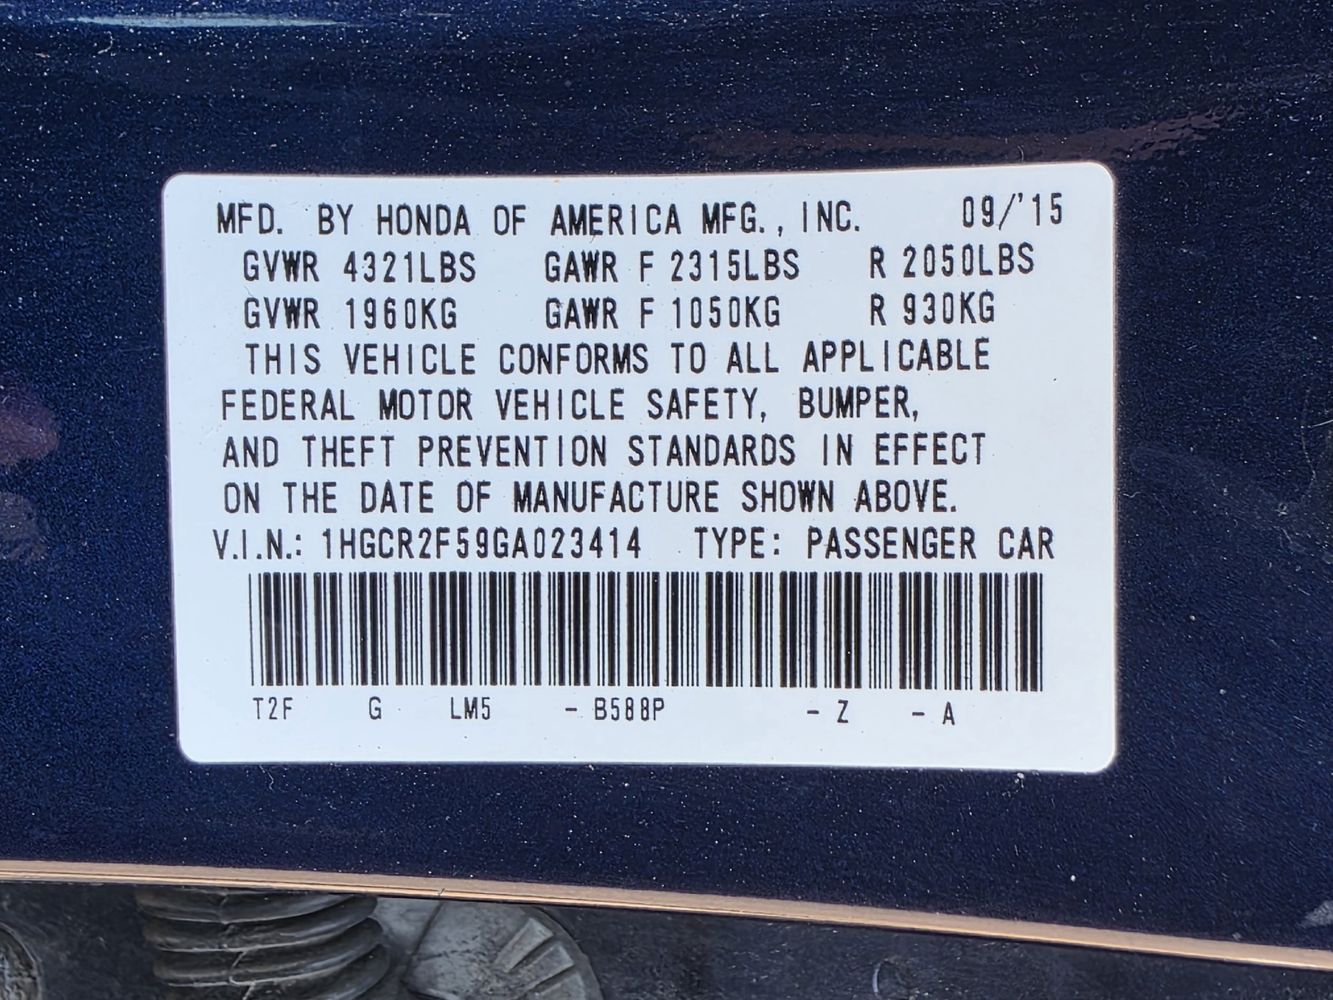 MFD. BY HONDA OF AMERICA MFG., INC. 09/'15
GVWR 4321LBS GAWR F 2315LBS R 2050LBS
GVWR 1960KG GAWR F 1050KG R 930KG
THIS VEHICLE CONFORMS TO ALL APPLICABLE
FEDERAL MOTOR VEHICLE SAFETY, BUMPER,
AND THEFT PREVENTION STANDARDS IN EFFECT
ON THE DATE OF MANUFACTURE SHOWN ABOVE.
V.I.N.: 1HGCR2F59GA023414 TYPE: PASSENGER CAR
T2F G LM5 - B588P - Z - A